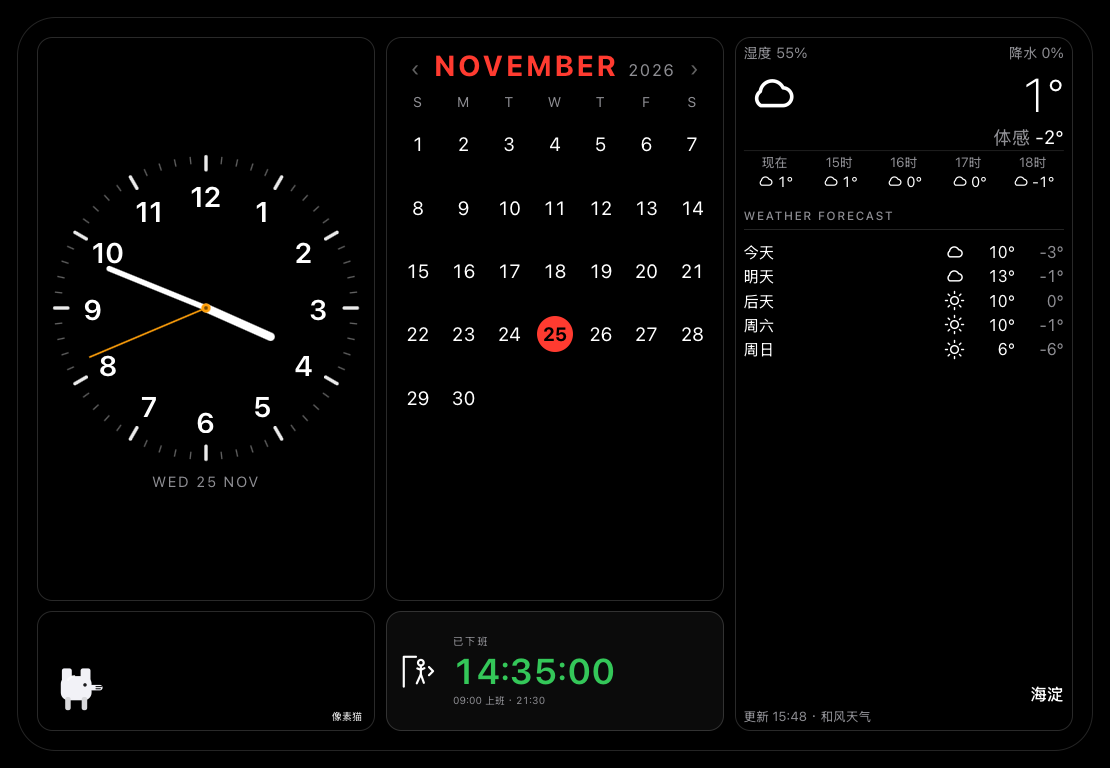 12
1
2
3
4
5
6
7
8
9
10
11
WED 25 NOV
像素猫
‹ NOVEMBER 2026 ›
S M T W T F S
1 2 3 4 5 6 7
8 9 10 11 12 13 14
15 16 17 18 19 20 21
22 23 24 25 26 27 28
29 30
已下班
14:35:00
09:00 上班 · 21:30
湿度 55% 降水 0%
1°
体感 -2°
现在 15时 16时 17时 18时
1° 1° 0° 0° -1°
WEATHER FORECAST
今天 10° -3°
明天 13° -1°
后天 10° 0°
周六 10° -1°
周日 6° -6°
海淀
更新 15:48 · 和风天气